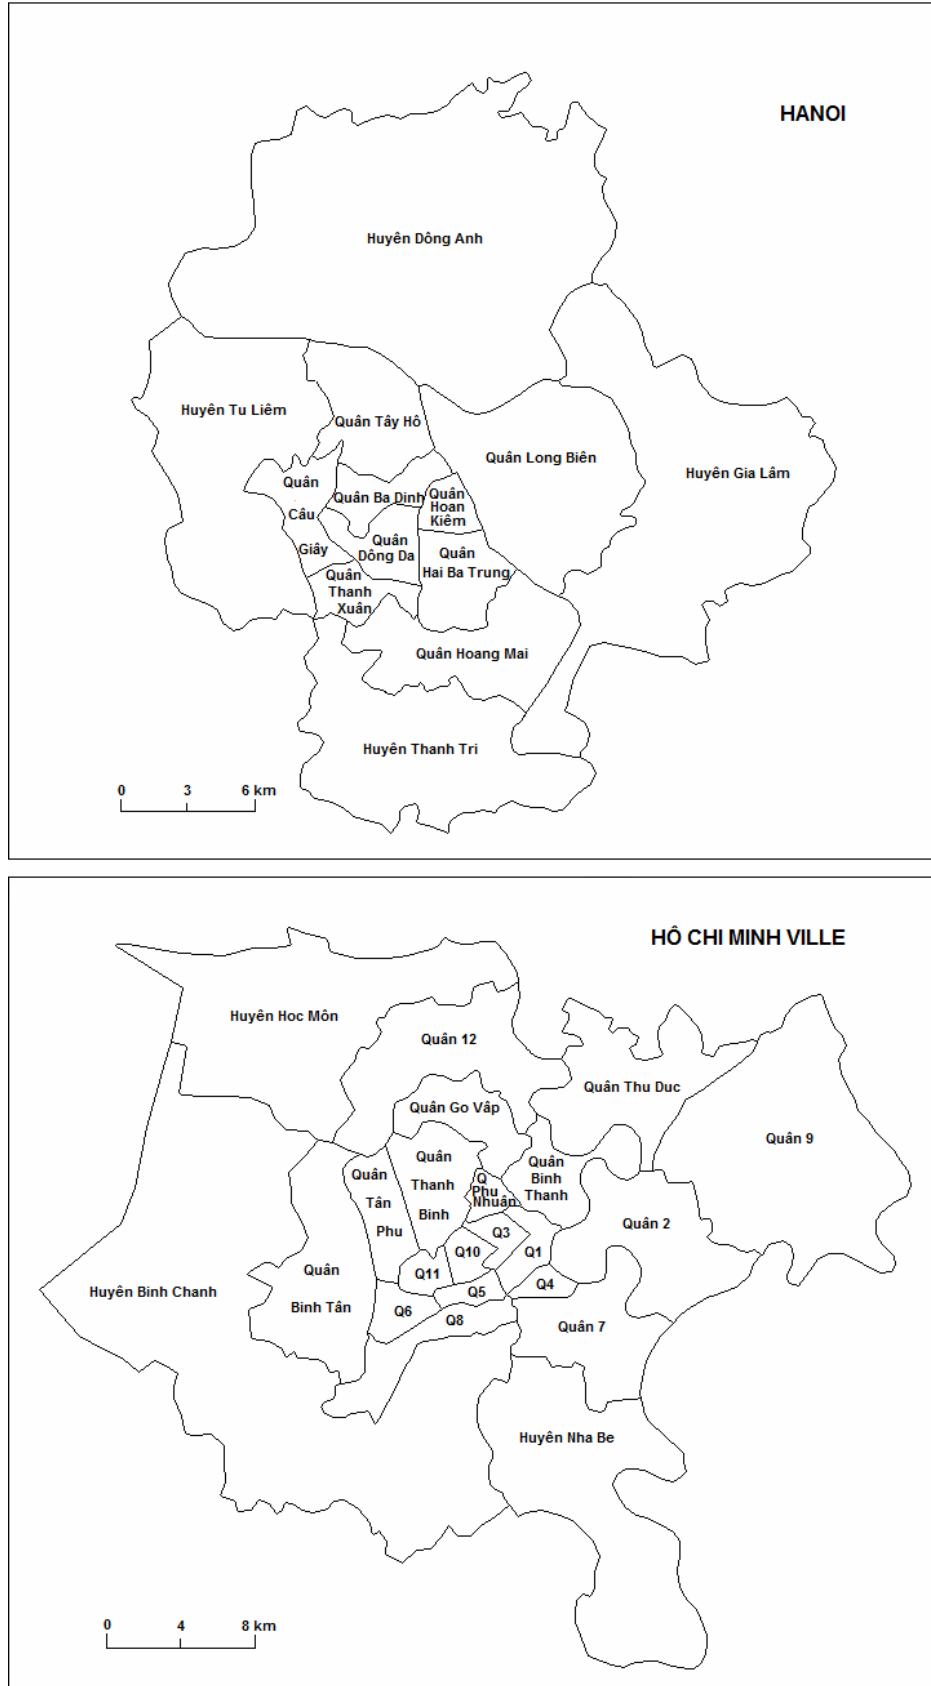 HANOI
Huyên Dông Anh
Huyên Tu Liêm
Quân Tây Hô
Quân Long Biên
Huyên Gia Lâm
Quân
Câu
Giây
Quân Ba Dinh
Quân
Hoan
Kiêm
Quân
Dông Da
Quân
Hai Ba Trung
Quân
Thanh
Xuân
Quân Hoang Mai
Huyên Thanh Tri
0 3 6 km
HÔ CHI MINH VILLE
Huyên Hoc Môn
Quân 12
Quân Thu Duc
Quân Go Vâp
Quân 9
Quân
Thanh
Binh
Quân
Tân
Phu
Q
Phu
Nhuân
Quân
Binh
Thanh
Quân 2
Q3
Q10
Q1
Q11
Q4
Q5
Quân
Binh Tân
Huyên Binh Chanh
Q6
Q8
Quân 7
Huyên Nha Be
0 4 8 km